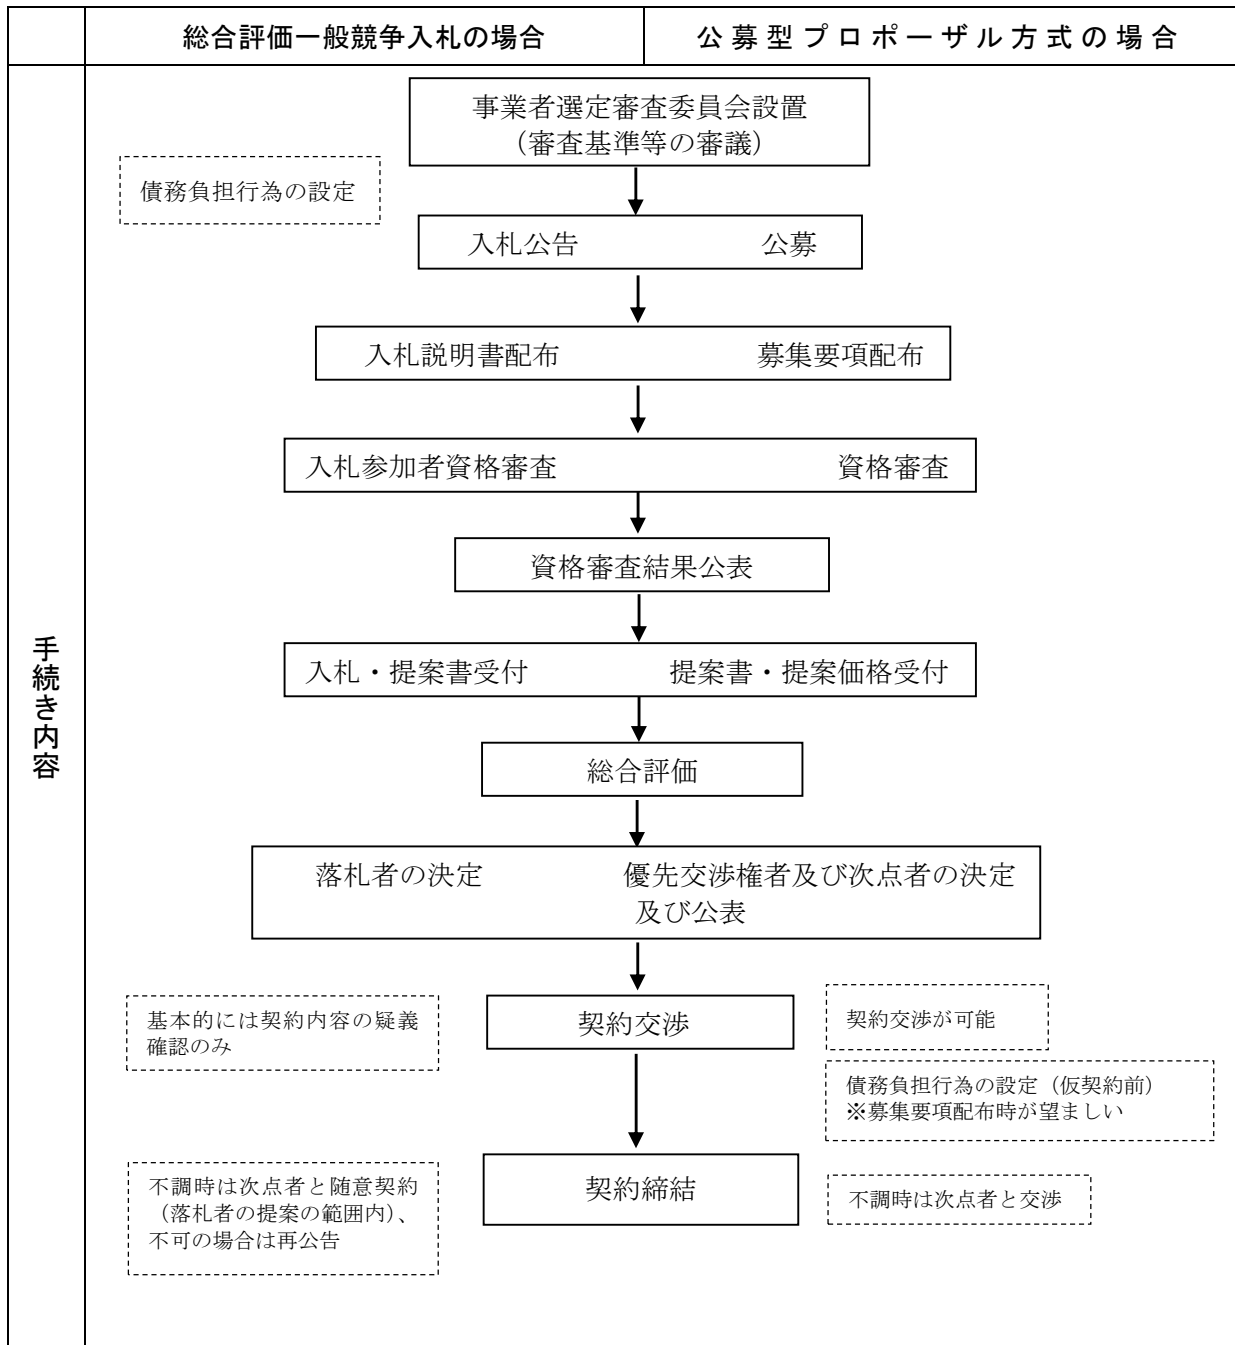 総合評価一般競争入札の場合
公募型プロポーザル方式の場合
手続き内容
事業者選定審査委員会設置
（審査基準等の審議）
債務負担行為の設定
入札公告 公募
入札説明書配布 募集要項配布
入札参加者資格審査 資格審査
資格審査結果公表
入札・提案書受付 提案書・提案価格受付
総合評価
落札者の決定 優先交渉権者及び次点者の決定
及び公表
基本的には契約内容の疑義
確認のみ
契約交渉
契約交渉が可能
債務負担行為の設定（仮契約前）
※募集要項配布時が望ましい
不調時は次点者と随意契約
（落札者の提案の範囲内）、
不可の場合は再公告
契約締結
不調時は次点者と交渉